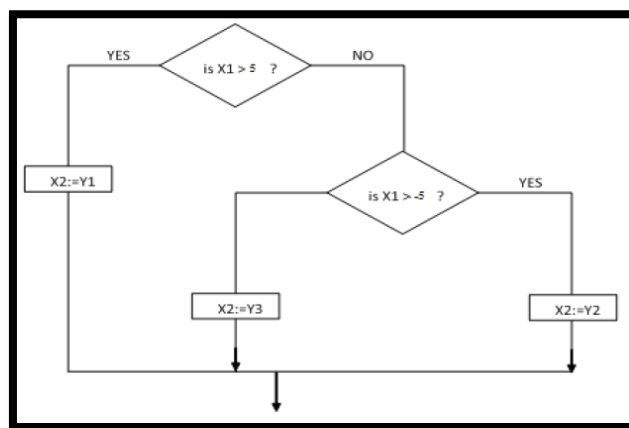 YES
is X1 > 5 ?
NO
X2:=Y1
is X1 > -5 ?
YES
X2:=Y3
X2:=Y2